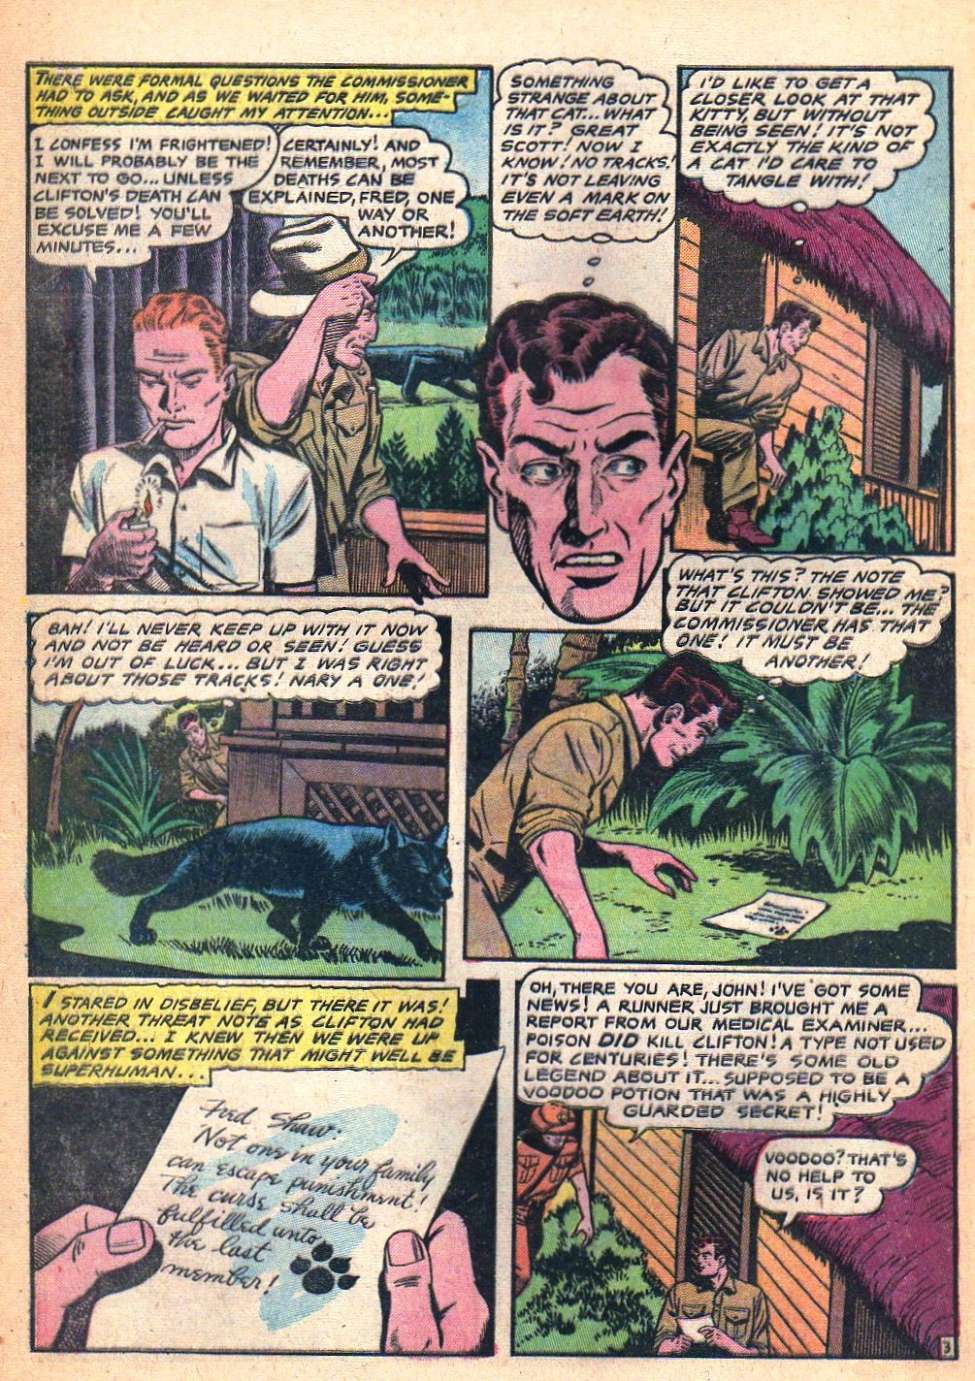 THERE WERE FORMAL QUESTIONS THE COMMISSIONER
HAD TO ASK, AND AS WE WAITED FOR HIM, SOME-
THING OUTSIDE CAUGHT MY ATTENTION...
I CONFESS I'M FRIGHTENED!
I WILL PROBABLY BE THE
NEXT TO GO... UNLESS
CLIFTON'S DEATH CAN
BE SOLVED! YOU'LL
EXCUSE ME A FEW
MINUTES...
CERTAINLY! AND
REMEMBER, MOST
DEATHS CAN BE
EXPLAINED, FRED, ONE
WAY OR
ANOTHER!
SOMETHING
STRANGE ABOUT
THAT CAT... WHAT
IS IT? GREAT
SCOTT! NOW I
KNOW! NO TRACKS!
IT'S NOT LEAVING
EVEN A MARK ON
THE SOFT EARTH!
I'D LIKE TO GET A
CLOSER LOOK AT THAT
KITTY, BUT WITHOUT
BEING SEEN! IT'S NOT
EXACTLY THE KIND OF
A CAT I'D CARE TO
TANGLE WITH!
BAH! I'LL NEVER KEEP UP WITH IT NOW
AND NOT BE HEARD OR SEEN! GUESS
I'M OUT OF LUCK... BUT I WAS RIGHT
ABOUT THOSE TRACKS! NARY A ONE!
WHAT'S THIS? THE NOTE
THAT CLIFTON SHOWED ME?
BUT IT COULDN'T BE... THE
COMMISSIONER HAS THAT
ONE! IT MUST BE
ANOTHER!
I STARED IN DISBELIEF, BUT THERE IT WAS!
ANOTHER THREAT NOTE AS CLIFTON HAD
RECEIVED... I KNEW THEN WE WERE UP
AGAINST SOMETHING THAT MIGHT WELL BE
SUPERHUMAN...
Fred Shaw:
Not one in your family
can escape punishment!
The curse shall be
fulfilled unto
the last
member!
OH, THERE YOU ARE, JOHN! I'VE GOT SOME
NEWS! A RUNNER JUST BROUGHT ME A
REPORT FROM OUR MEDICAL EXAMINER...
POISON DID KILL CLIFTON! A TYPE NOT USED
FOR CENTURIES! THERE'S SOME OLD
LEGEND ABOUT IT... SUPPOSED TO BE A
VOODOO POTION THAT WAS A HIGHLY
GUARDED SECRET!
VOODOO? THAT'S
NO HELP TO
US, IS IT?
3